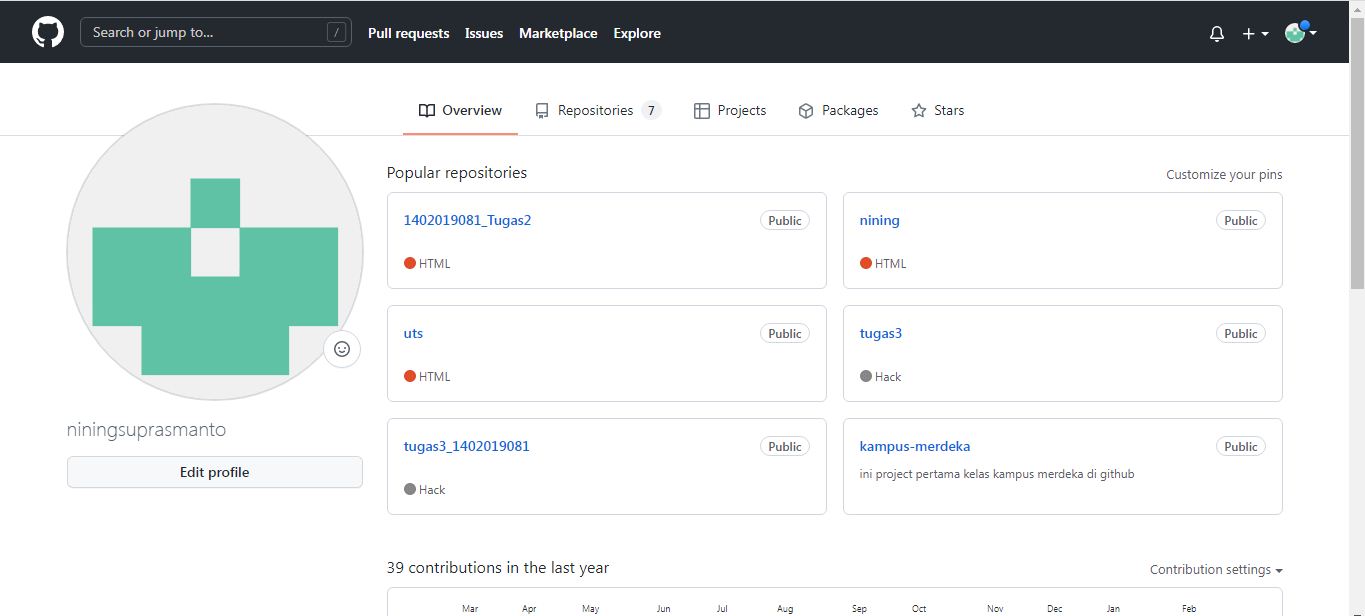 Search or jump to... / Pull requests Issues Marketplace Explore
Overview Repositories 7 Projects Packages Stars
Popular repositories Customize your pins
1402019081_Tugas2 Public
HTML
nining Public
HTML
uts Public
HTML
tugas3 Public
Hack
tugas3_1402019081 Public
Hack
kampus-merdeka Public
ini project pertama kelas kampus merdeka di github
niningsuprasmanto
Edit profile
39 contributions in the last year Contribution settings
Mar Apr May Jun Jul Aug Sep Oct Nov Dec Jan Feb